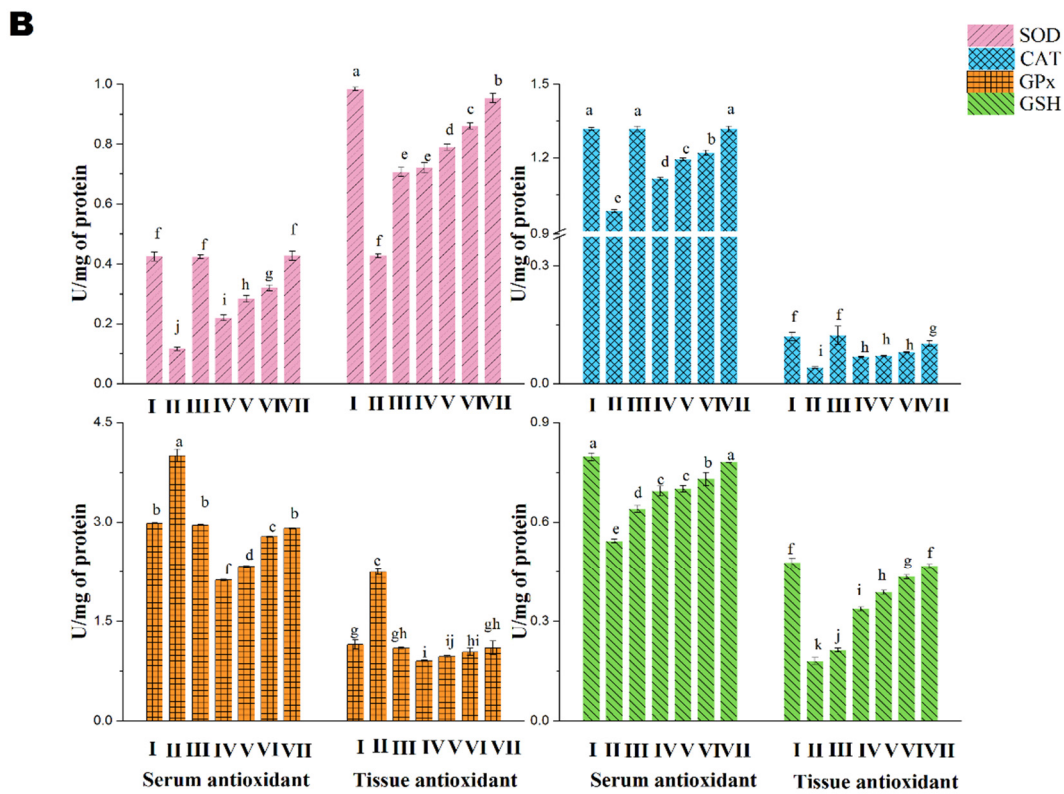 B
SOD
CAT
GPx
GSH
U/mg of protein
1.0
0.8
0.6
0.4
0.2
0.0
f j f i h g f
a f e e d c b
I II III IV V VI VII
I II III IV V VI VII
U/mg of protein
1.5
1.2
0.9
0.9
0.3
0.0
a e a d c b a
f i f h h h g
I II III IV V VI VII
I II III IV V VI VII
U/mg of protein
4.5
3.0
1.5
0.0
b a b f d c b
g c gh i ij hi gh
I II III IV V VI VII
I II III IV V VI VII
Serum antioxidant
Tissue antioxidant
U/mg of protein
0.9
0.6
0.3
0.0
a e d c c b a
f k j i h g f
I II III IV V VI VII
I II III IV V VI VII
Serum antioxidant
Tissue antioxidant